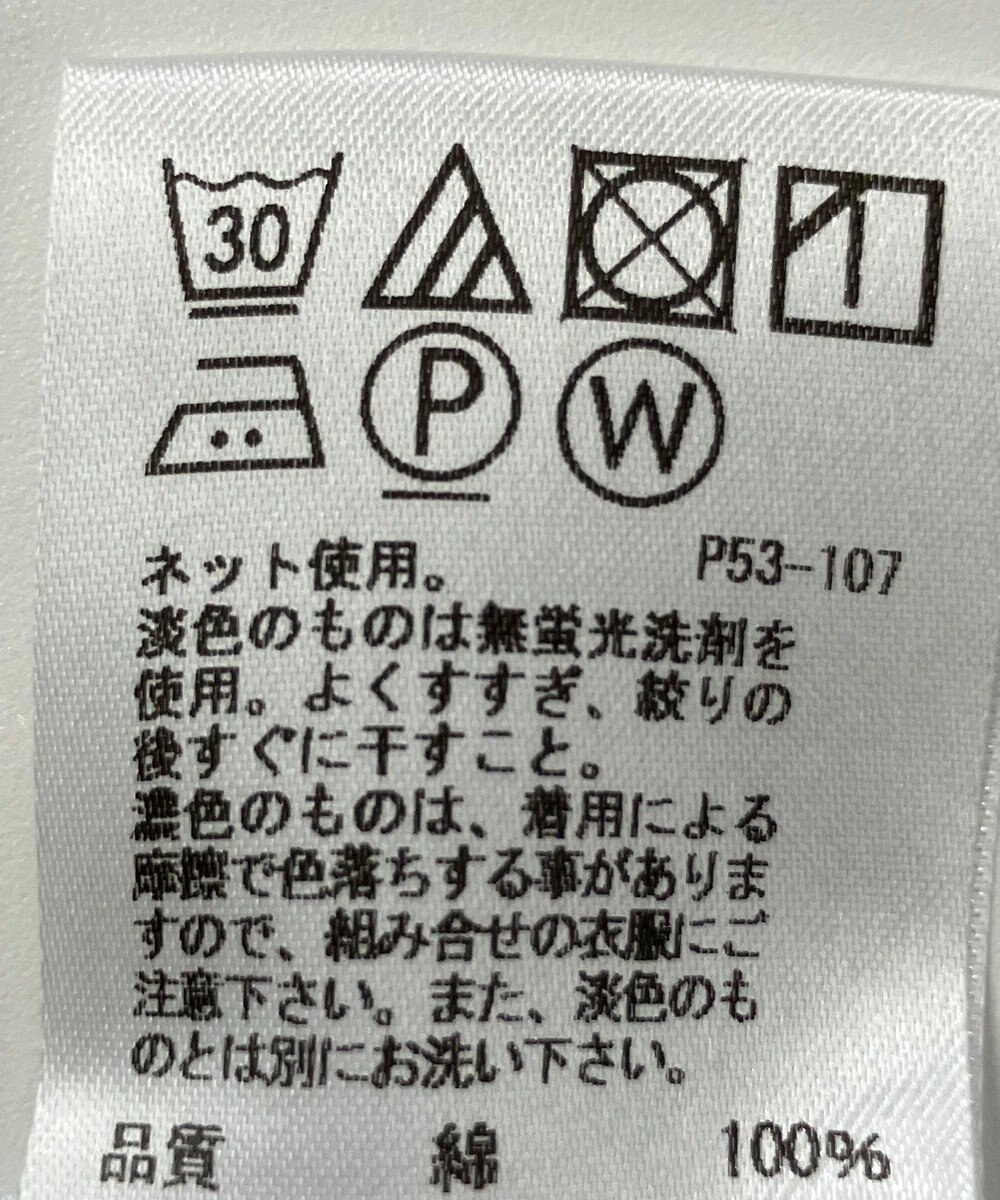 30
P W
ネット使用。 P53-107
淡色のものは無蛍光洗剤を
使用。よくすすぎ、絞りの
後すぐに干すこと。
濃色のものは、着用による
摩擦で色落ちする事がありま
すので、組み合せの衣服にご
注意下さい。また、淡色のも
のとは別にお洗い下さい。
品質 綿 100%